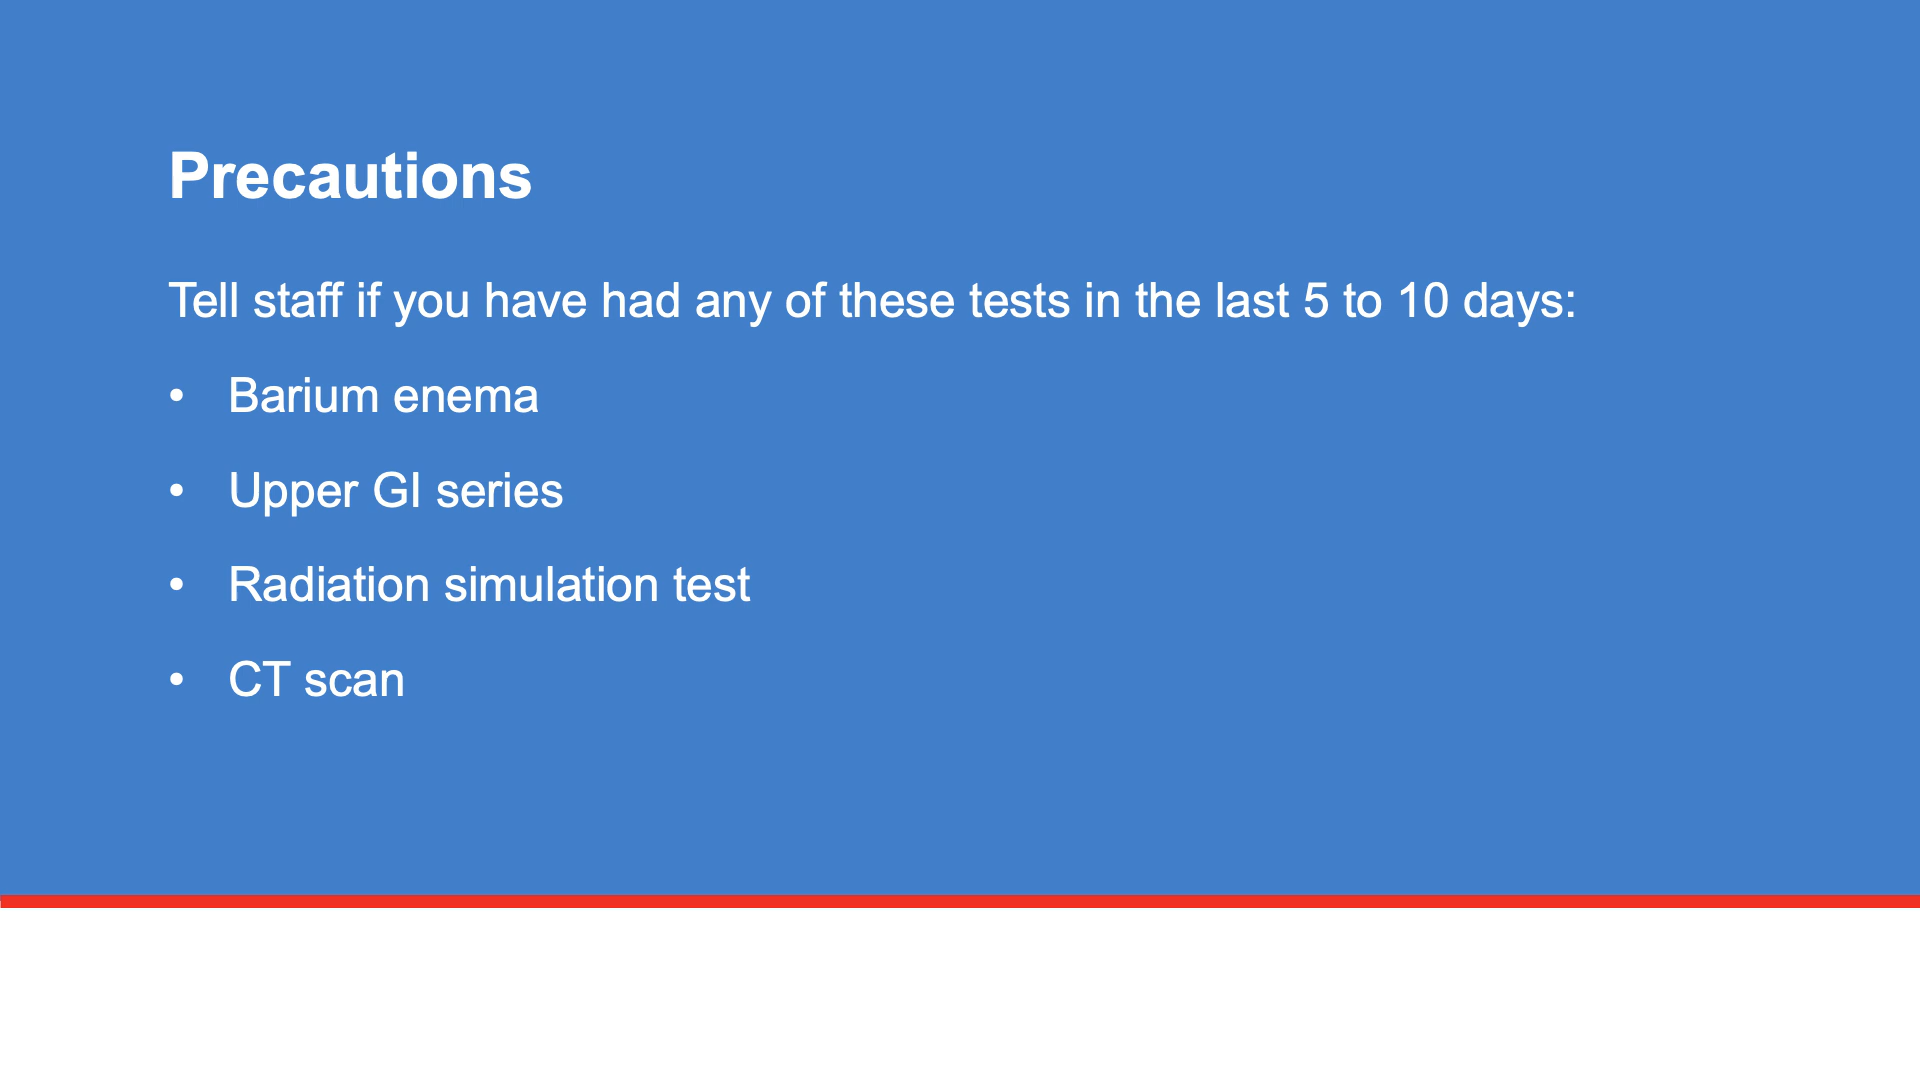 Precautions
Tell staff if you have had any of these tests in the last 5 to 10 days:
• Barium enema
• Upper GI series
• Radiation simulation test
• CT scan